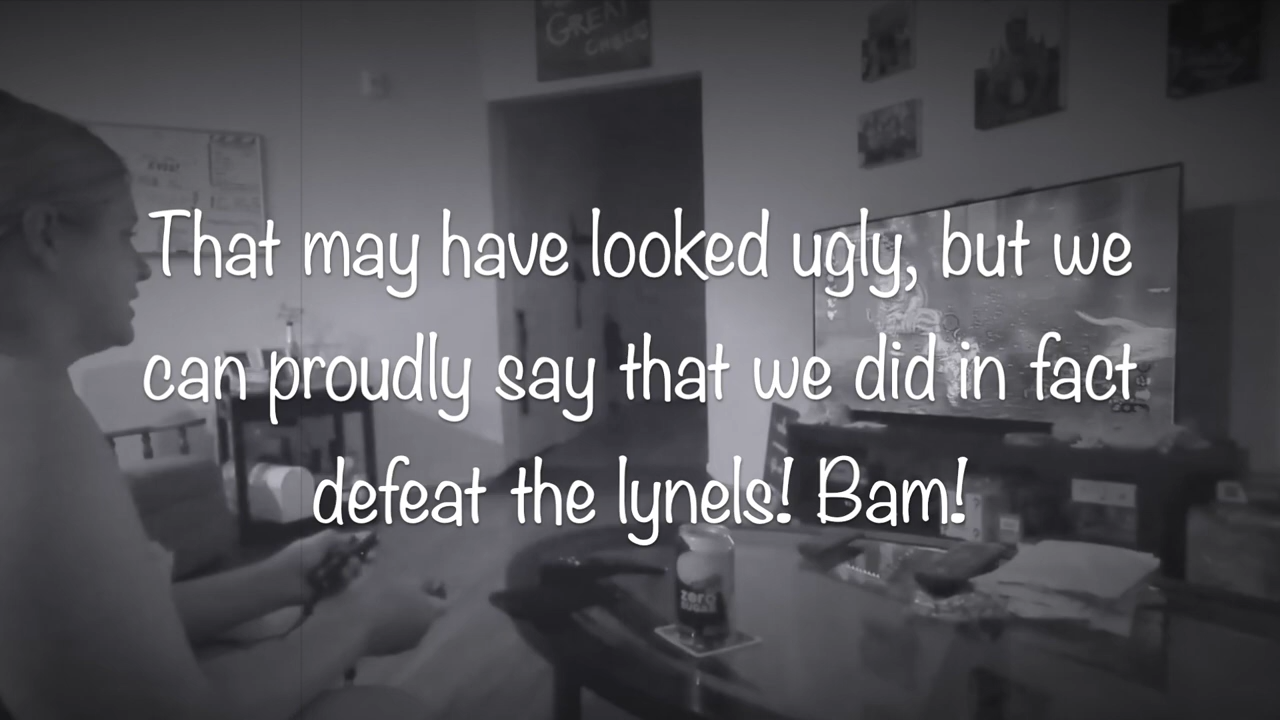 GREAT
That may have looked ugly, but we
can proudly say that we did in fact
defeat the lynels! Bam!
zero
SUGAR